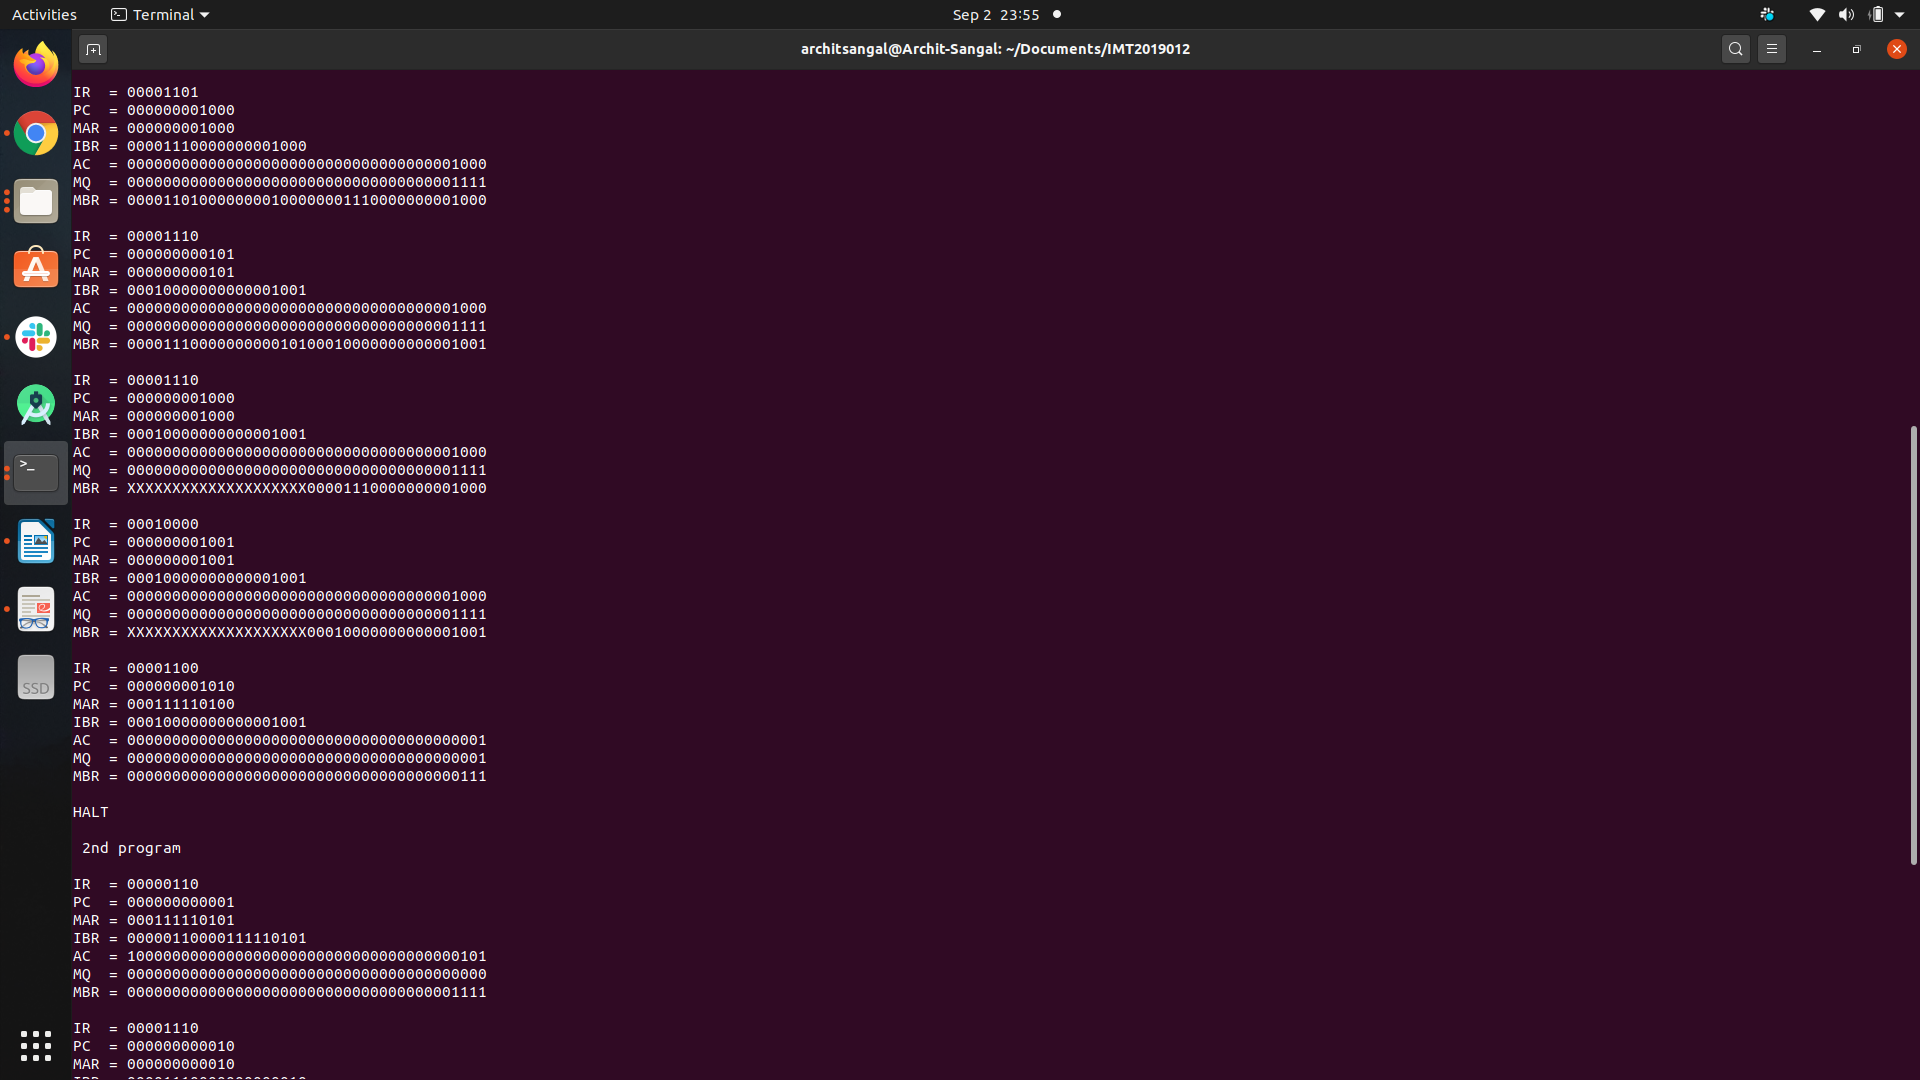 Activities
Terminal
Sep 2 23:55
architsangal@Archit-Sangal: ~/Documents/IMT2019012
IR  = 00001101
PC  = 000000001000
MAR = 000000001000
IBR = 00001110000000001000
AC  = 0000000000000000000000000000000000001000
MQ  = 0000000000000000000000000000000000001111
MBR = 0000110100000000100000001110000000001000
IR  = 00001110
PC  = 000000000101
MAR = 000000000101
IBR = 00010000000000001001
AC  = 0000000000000000000000000000000000001000
MQ  = 0000000000000000000000000000000000001111
MBR = 0000111000000000010100010000000000001001
IR  = 00001110
PC  = 000000001000
MAR = 000000001000
IBR = 00010000000000001001
AC  = 0000000000000000000000000000000000001000
MQ  = 0000000000000000000000000000000000001111
MBR = XXXXXXXXXXXXXXXXXXXX00001110000000001000
IR  = 00010000
PC  = 000000001001
MAR = 000000001001
IBR = 00010000000000001001
AC  = 0000000000000000000000000000000000001000
MQ  = 0000000000000000000000000000000000001111
MBR = XXXXXXXXXXXXXXXXXXXX00010000000000001001
IR  = 00001100
PC  = 000000001010
MAR = 000111110100
IBR = 00010000000000001001
AC  = 0000000000000000000000000000000000000001
MQ  = 0000000000000000000000000000000000000001
MBR = 0000000000000000000000000000000000000111
HALT
2nd program
IR  = 00000110
PC  = 000000000001
MAR = 000111110101
IBR = 00000110000111110101
AC  = 1000000000000000000000000000000000000101
MQ  = 0000000000000000000000000000000000000000
MBR = 0000000000000000000000000000000000001111
IR  = 00001110
PC  = 000000000010
MAR = 000000000010
SSD